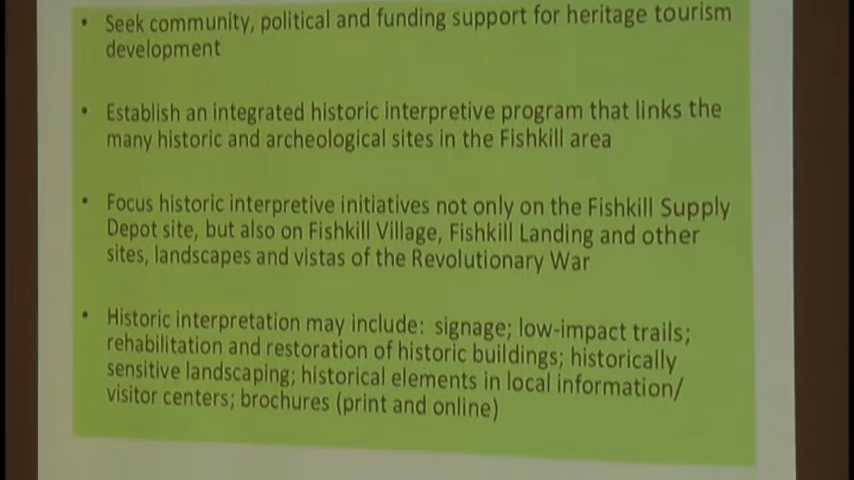 • Seek community, political and funding support for heritage tourism
development
• Establish an integrated historic interpretive program that links the
many historic and archeological sites in the Fishkill area
• Focus historic interpretive initiatives not only on the Fishkill Supply
Depot site, but also on Fishkill Village, Fishkill Landing and other
sites, landscapes and vistas of the Revolutionary War
• Historic interpretation may include: signage; low-impact trails;
rehabilitation and restoration of historic buildings; historically
sensitive landscaping; historical elements in local information/
visitor centers; brochures (print and online)